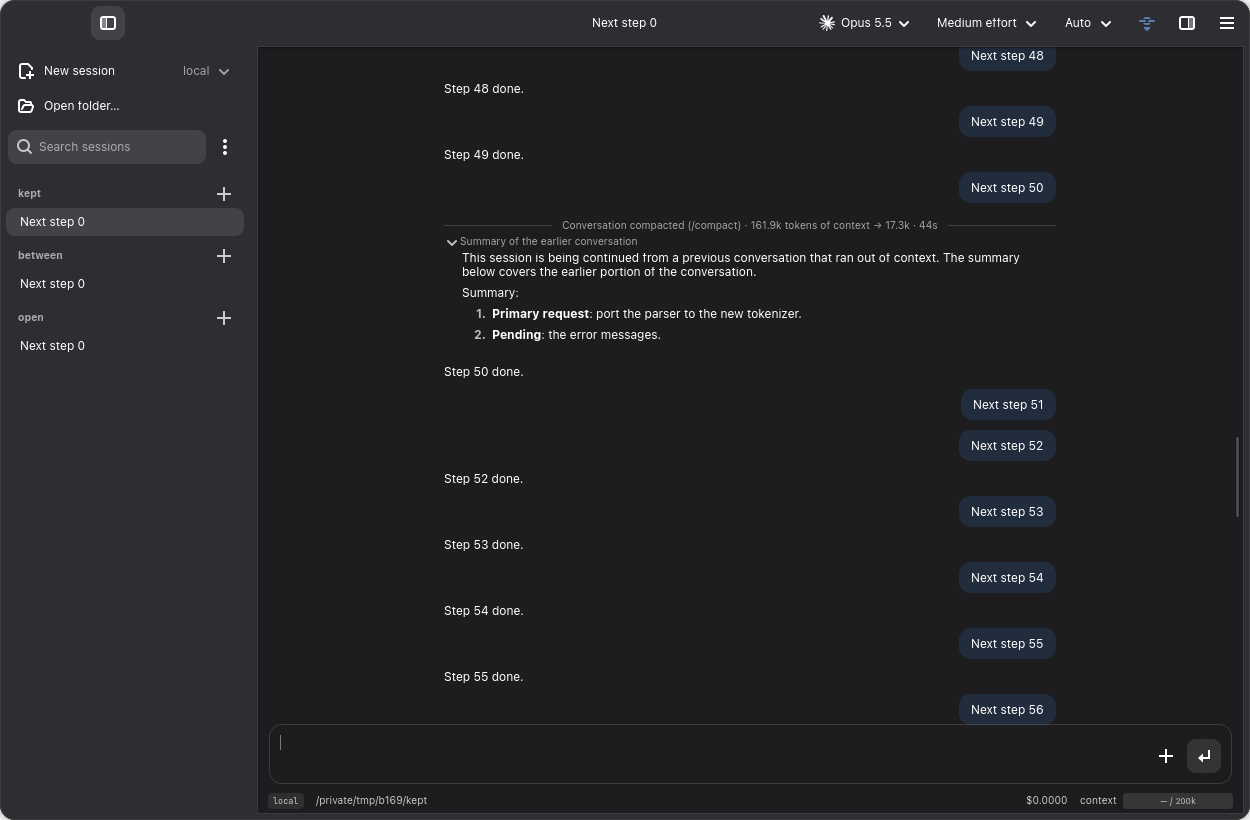 Next step 0
Opus 5.5
Medium effort
Auto
New session
local
Open folder...
Search sessions
kept
Next step 0
between
Next step 0
open
Next step 0
Next step 48
Step 48 done.
Next step 49
Step 49 done.
Next step 50
Conversation compacted (/compact) · 161.9k tokens of context → 17.3k · 44s
Summary of the earlier conversation
This session is being continued from a previous conversation that ran out of context. The summary
below covers the earlier portion of the conversation.
Summary:
1. Primary request: port the parser to the new tokenizer.
2. Pending: the error messages.
Step 50 done.
Next step 51
Next step 52
Step 52 done.
Next step 53
Step 53 done.
Next step 54
Step 54 done.
Next step 55
Step 55 done.
Next step 56
local
/private/tmp/b169/kept
$0.0000
context
— / 200k